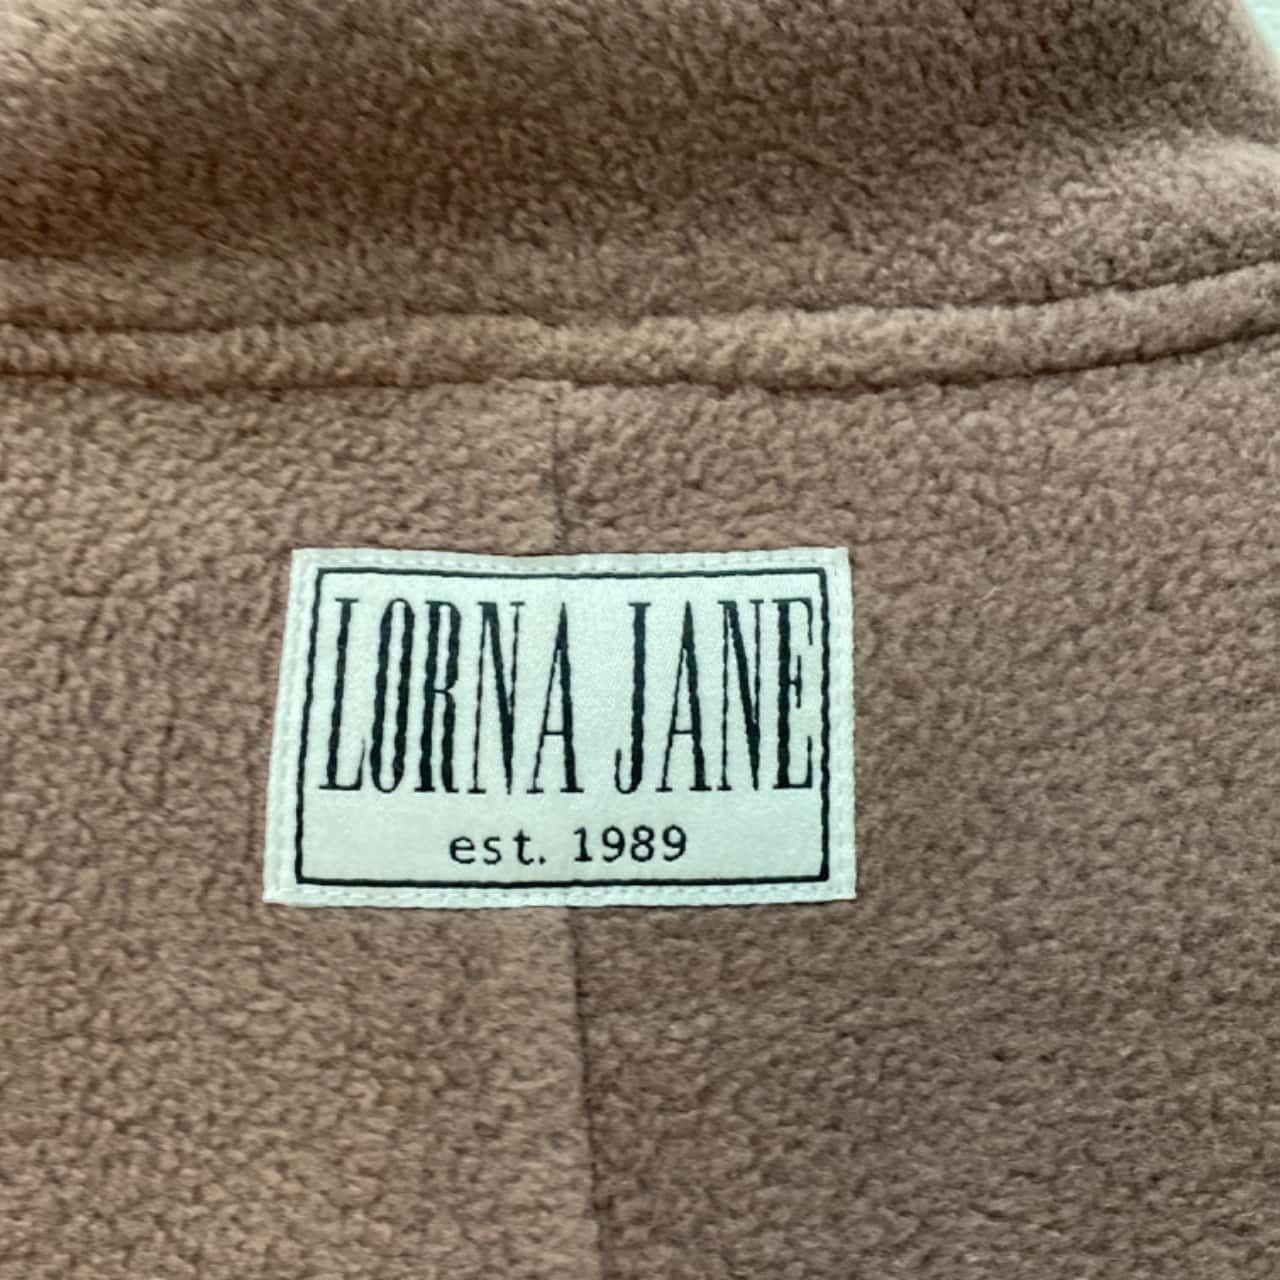 LORNA JANE
est. 1989